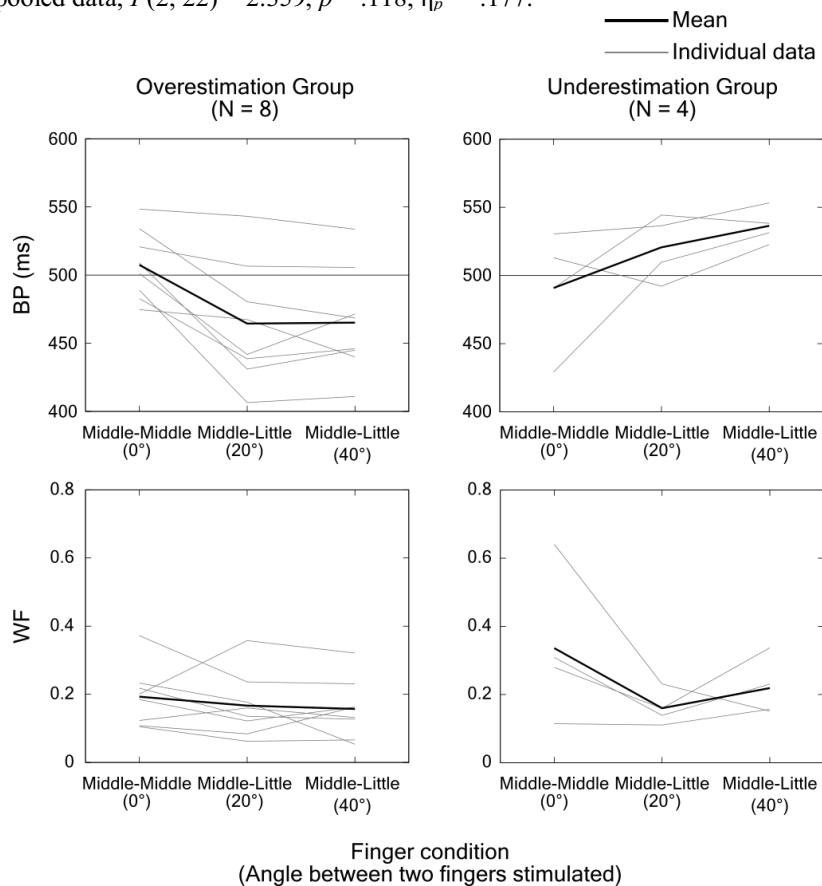 pooled data, F(2, 22) = 2.359, p = .118, ηp = .177.
Mean
Individual data
Overestimation Group
(N = 8)
Underestimation Group
(N = 4)
600
550
500
450
400
BP (ms)
Middle-Middle
(0°)
Middle-Little
(20°)
Middle-Little
(40°)
600
550
500
450
400
Middle-Middle
(0°)
Middle-Little
(20°)
Middle-Little
(40°)
0.8
0.6
0.4
0.2
0
WF
Middle-Middle
(0°)
Middle-Little
(20°)
Middle-Little
(40°)
0.8
0.6
0.4
0.2
0
Middle-Middle
(0°)
Middle-Little
(20°)
Middle-Little
(40°)
Finger condition
(Angle between two fingers stimulated)